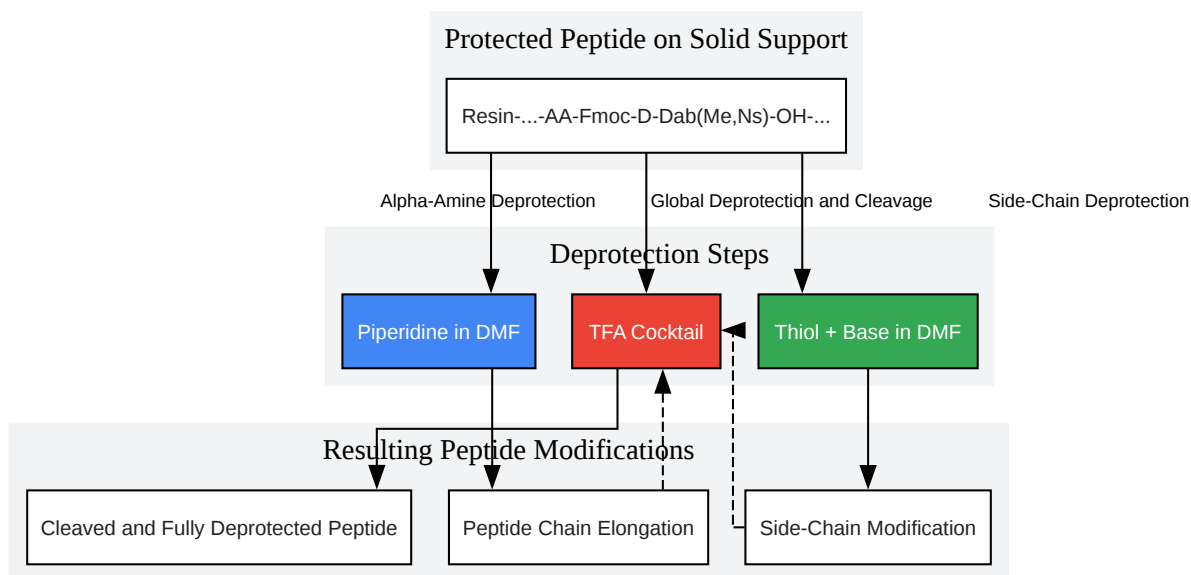 Protected Peptide on Solid Support
Resin-...-AA-Fmoc-D-Dab(Me,Ns)-OH-...
Alpha-Amine Deprotection
Global Deprotection and Cleavage
Side-Chain Deprotection
Deprotection Steps
Piperidine in DMF
TFA Cocktail
Thiol + Base in DMF
Resulting Peptide Modifications
Cleaved and Fully Deprotected Peptide
Peptide Chain Elongation
Side-Chain Modification